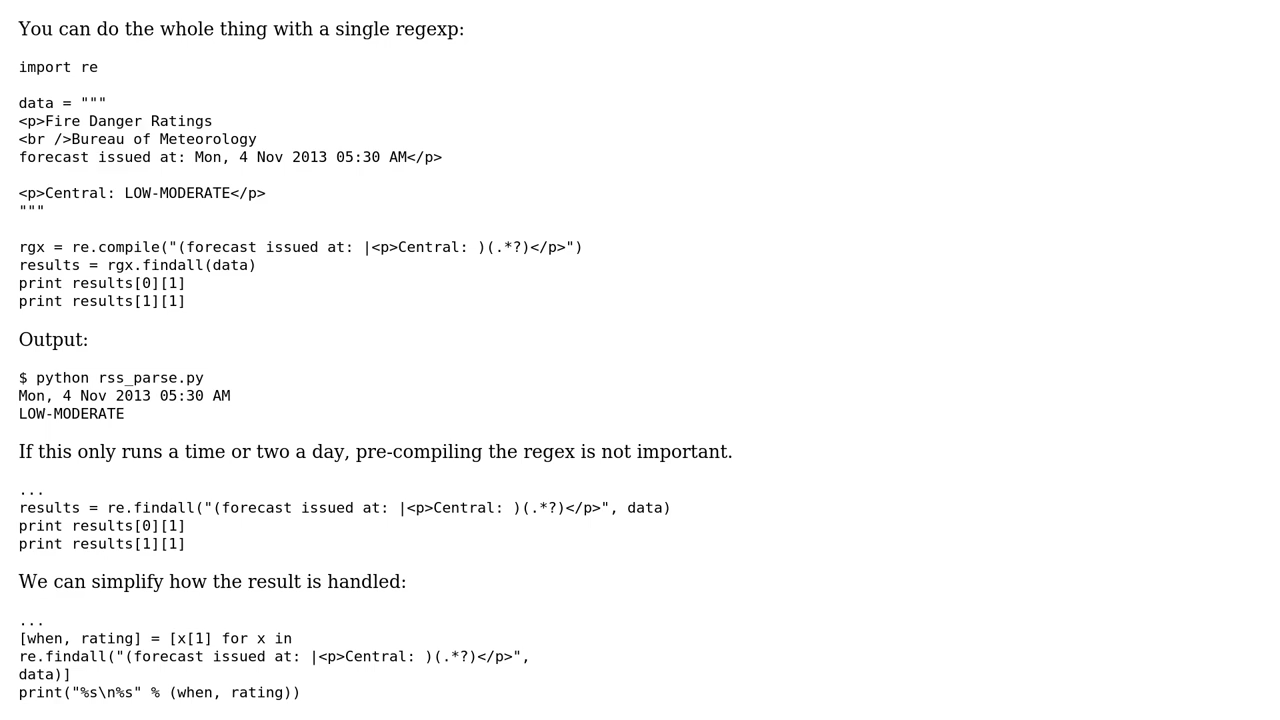 You can do the whole thing with a single regexp:
import re
data = """
<p>Fire Danger Ratings
<br />Bureau of Meteorology
forecast issued at: Mon, 4 Nov 2013 05:30 AM</p>
<p>Central: LOW-MODERATE</p>
"""
rgx = re.compile("(forecast issued at: |<p>Central: )(.*?)</p>")
results = rgx.findall(data)
print results[0][1]
print results[1][1]
Output:
$ python rss_parse.py
Mon, 4 Nov 2013 05:30 AM
LOW-MODERATE
If this only runs a time or two a day, pre-compiling the regex is not important.
...
results = re.findall("(forecast issued at: |<p>Central: )(.*?)</p>", data)
print results[0][1]
print results[1][1]
We can simplify how the result is handled:
...
[when, rating] = [x[1] for x in
re.findall("(forecast issued at: |<p>Central: )(.*?)</p>",
data)]
print("%s\n%s" % (when, rating))